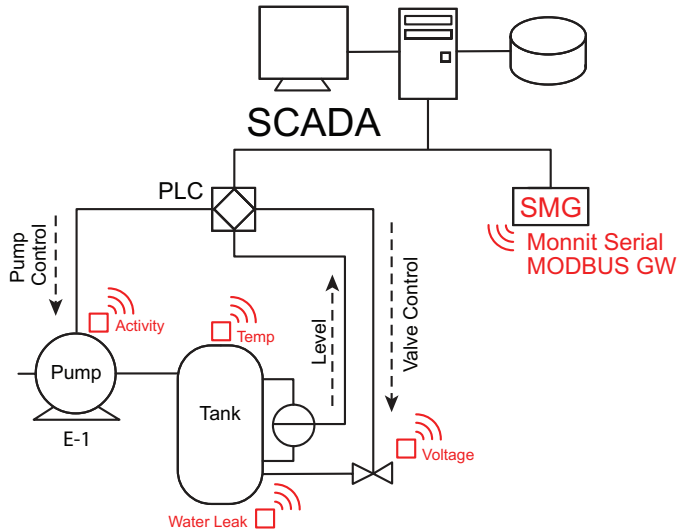 SCADA
PLC
SMG
Monnit Serial
MODBUS GW
Pump
Control
Activity
Temp
Level
Valve Control
Pump
Tank
E-1
Voltage
Water Leak